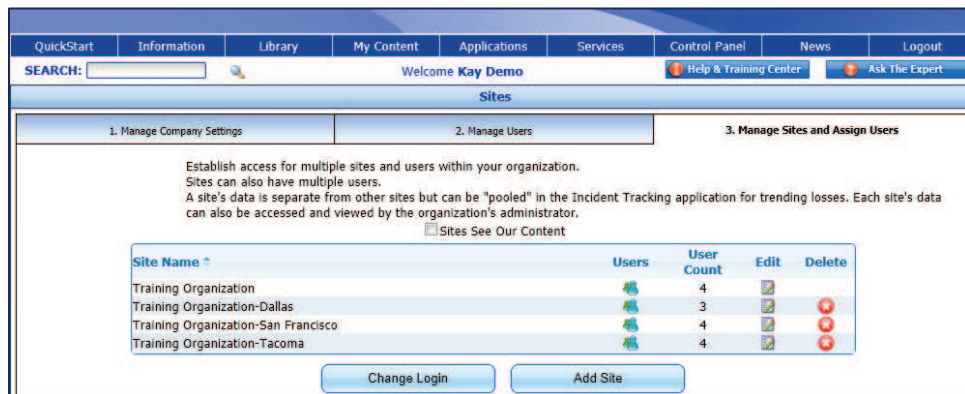 QuickStart Information Library My Content Applications Services Control Panel News Logout
SEARCH: Welcome Kay Demo Help & Training Center Ask The Expert
Sites
1. Manage Company Settings 2. Manage Users 3. Manage Sites and Assign Users
Establish access for multiple sites and users within your organization.
Sites can also have multiple users.
A site's data is separate from other sites but can be "pooled" in the Incident Tracking application for trending losses. Each site's data
can also be accessed and viewed by the organization's administrator.
Sites See Our Content
Site Name Users User Count Edit Delete
Training Organization 4
Training Organization-Dallas 3
Training Organization-San Francisco 4
Training Organization-Tacoma 4
Change Login Add Site